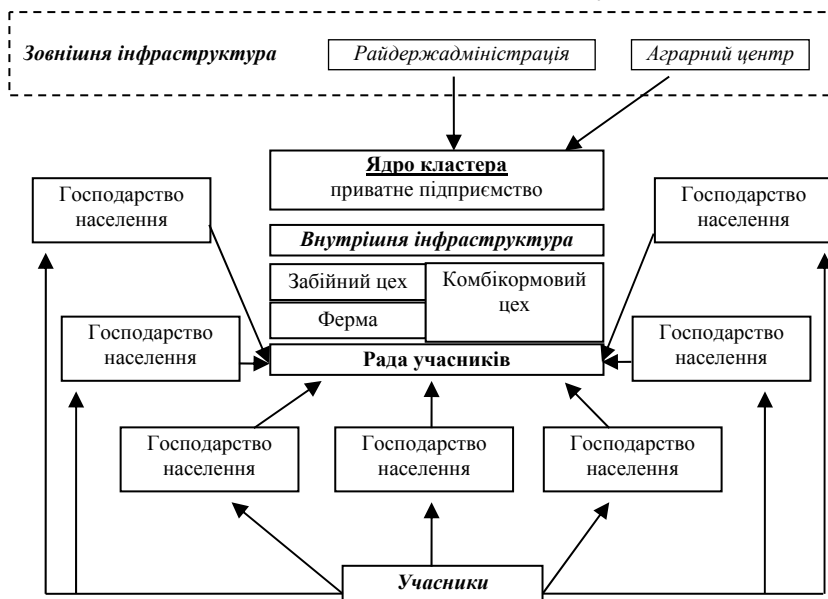 Зовнішня інфраструктура
Райдержадміністрація
Аграрний центр
Ядро кластера
приватне підприємство
Господарство
населення
Господарство
населення
Внутрішня інфраструктура
Забійний цех
Комбікормовий
цех
Ферма
Господарство
населення
Господарство
населення
Рада учасників
Господарство
населення
Господарство
населення
Господарство
населення
Учасники